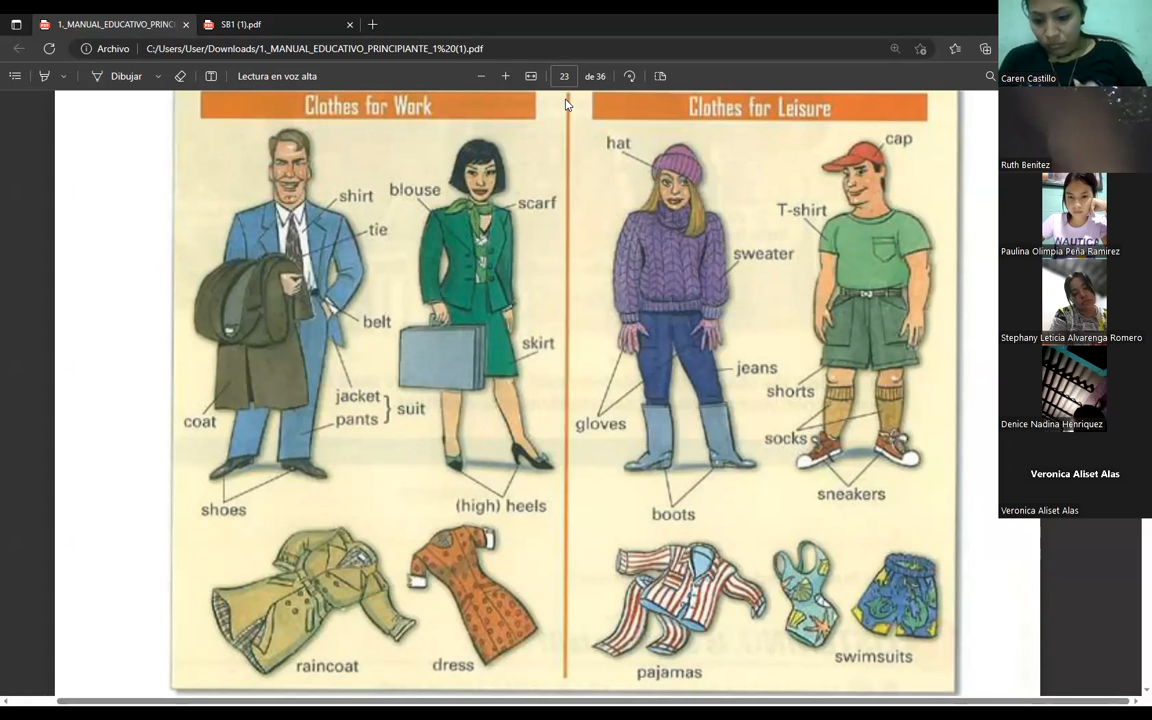 1._MANUAL_EDUCATIVO_PRINCI
SB1 (1).pdf
Archivo
C:/Users/User/Downloads/1._MANUAL_EDUCATIVO_PRINCIPIANTE_1%20(1).pdf
Dibujar
Lectura en voz alta
23
de 36
Clothes for Work
shirt
blouse
scarf
tie
belt
skirt
jacket
pants
suit
coat
shoes
(high) heels
raincoat
dress
Clothes for Leisure
hat
cap
T-shirt
sweater
jeans
shorts
gloves
socks
sneakers
boots
pajamas
swimsuits
Caren Castillo
Ruth Benitez
NAUTICA
Paulina Olimpia Peña Ramirez
Stephany Leticia Alvarenga Romero
Denice Nadina Henriquez
Veronica Aliset Alas
Veronica Aliset Alas